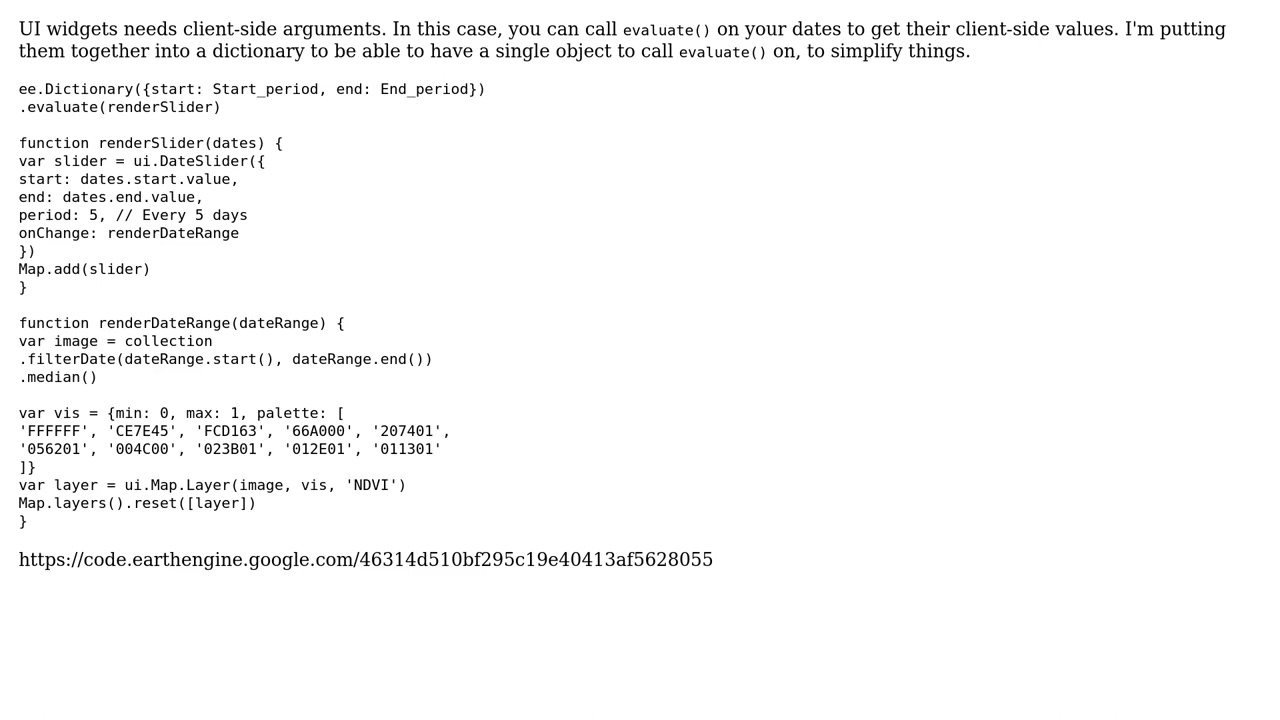 UI widgets needs client-side arguments. In this case, you can call evaluate() on your dates to get their client-side values. I'm putting
them together into a dictionary to be able to have a single object to call evaluate() on, to simplify things.
ee.Dictionary({start: Start_period, end: End_period})
.evaluate(renderSlider)
function renderSlider(dates) {
var slider = ui.DateSlider({
start: dates.start.value,
end: dates.end.value,
period: 5, // Every 5 days
onChange: renderDateRange
})
Map.add(slider)
}
function renderDateRange(dateRange) {
var image = collection
.filterDate(dateRange.start(), dateRange.end())
.median()
var vis = {min: 0, max: 1, palette: [
'FFFFFF', 'CE7E45', 'FCD163', '66A000', '207401',
'056201', '004C00', '023B01', '012E01', '011301'
]}
var layer = ui.Map.Layer(image, vis, 'NDVI')
Map.layers().reset([layer])
}
https://code.earthengine.google.com/46314d510bf295c19e40413af5628055